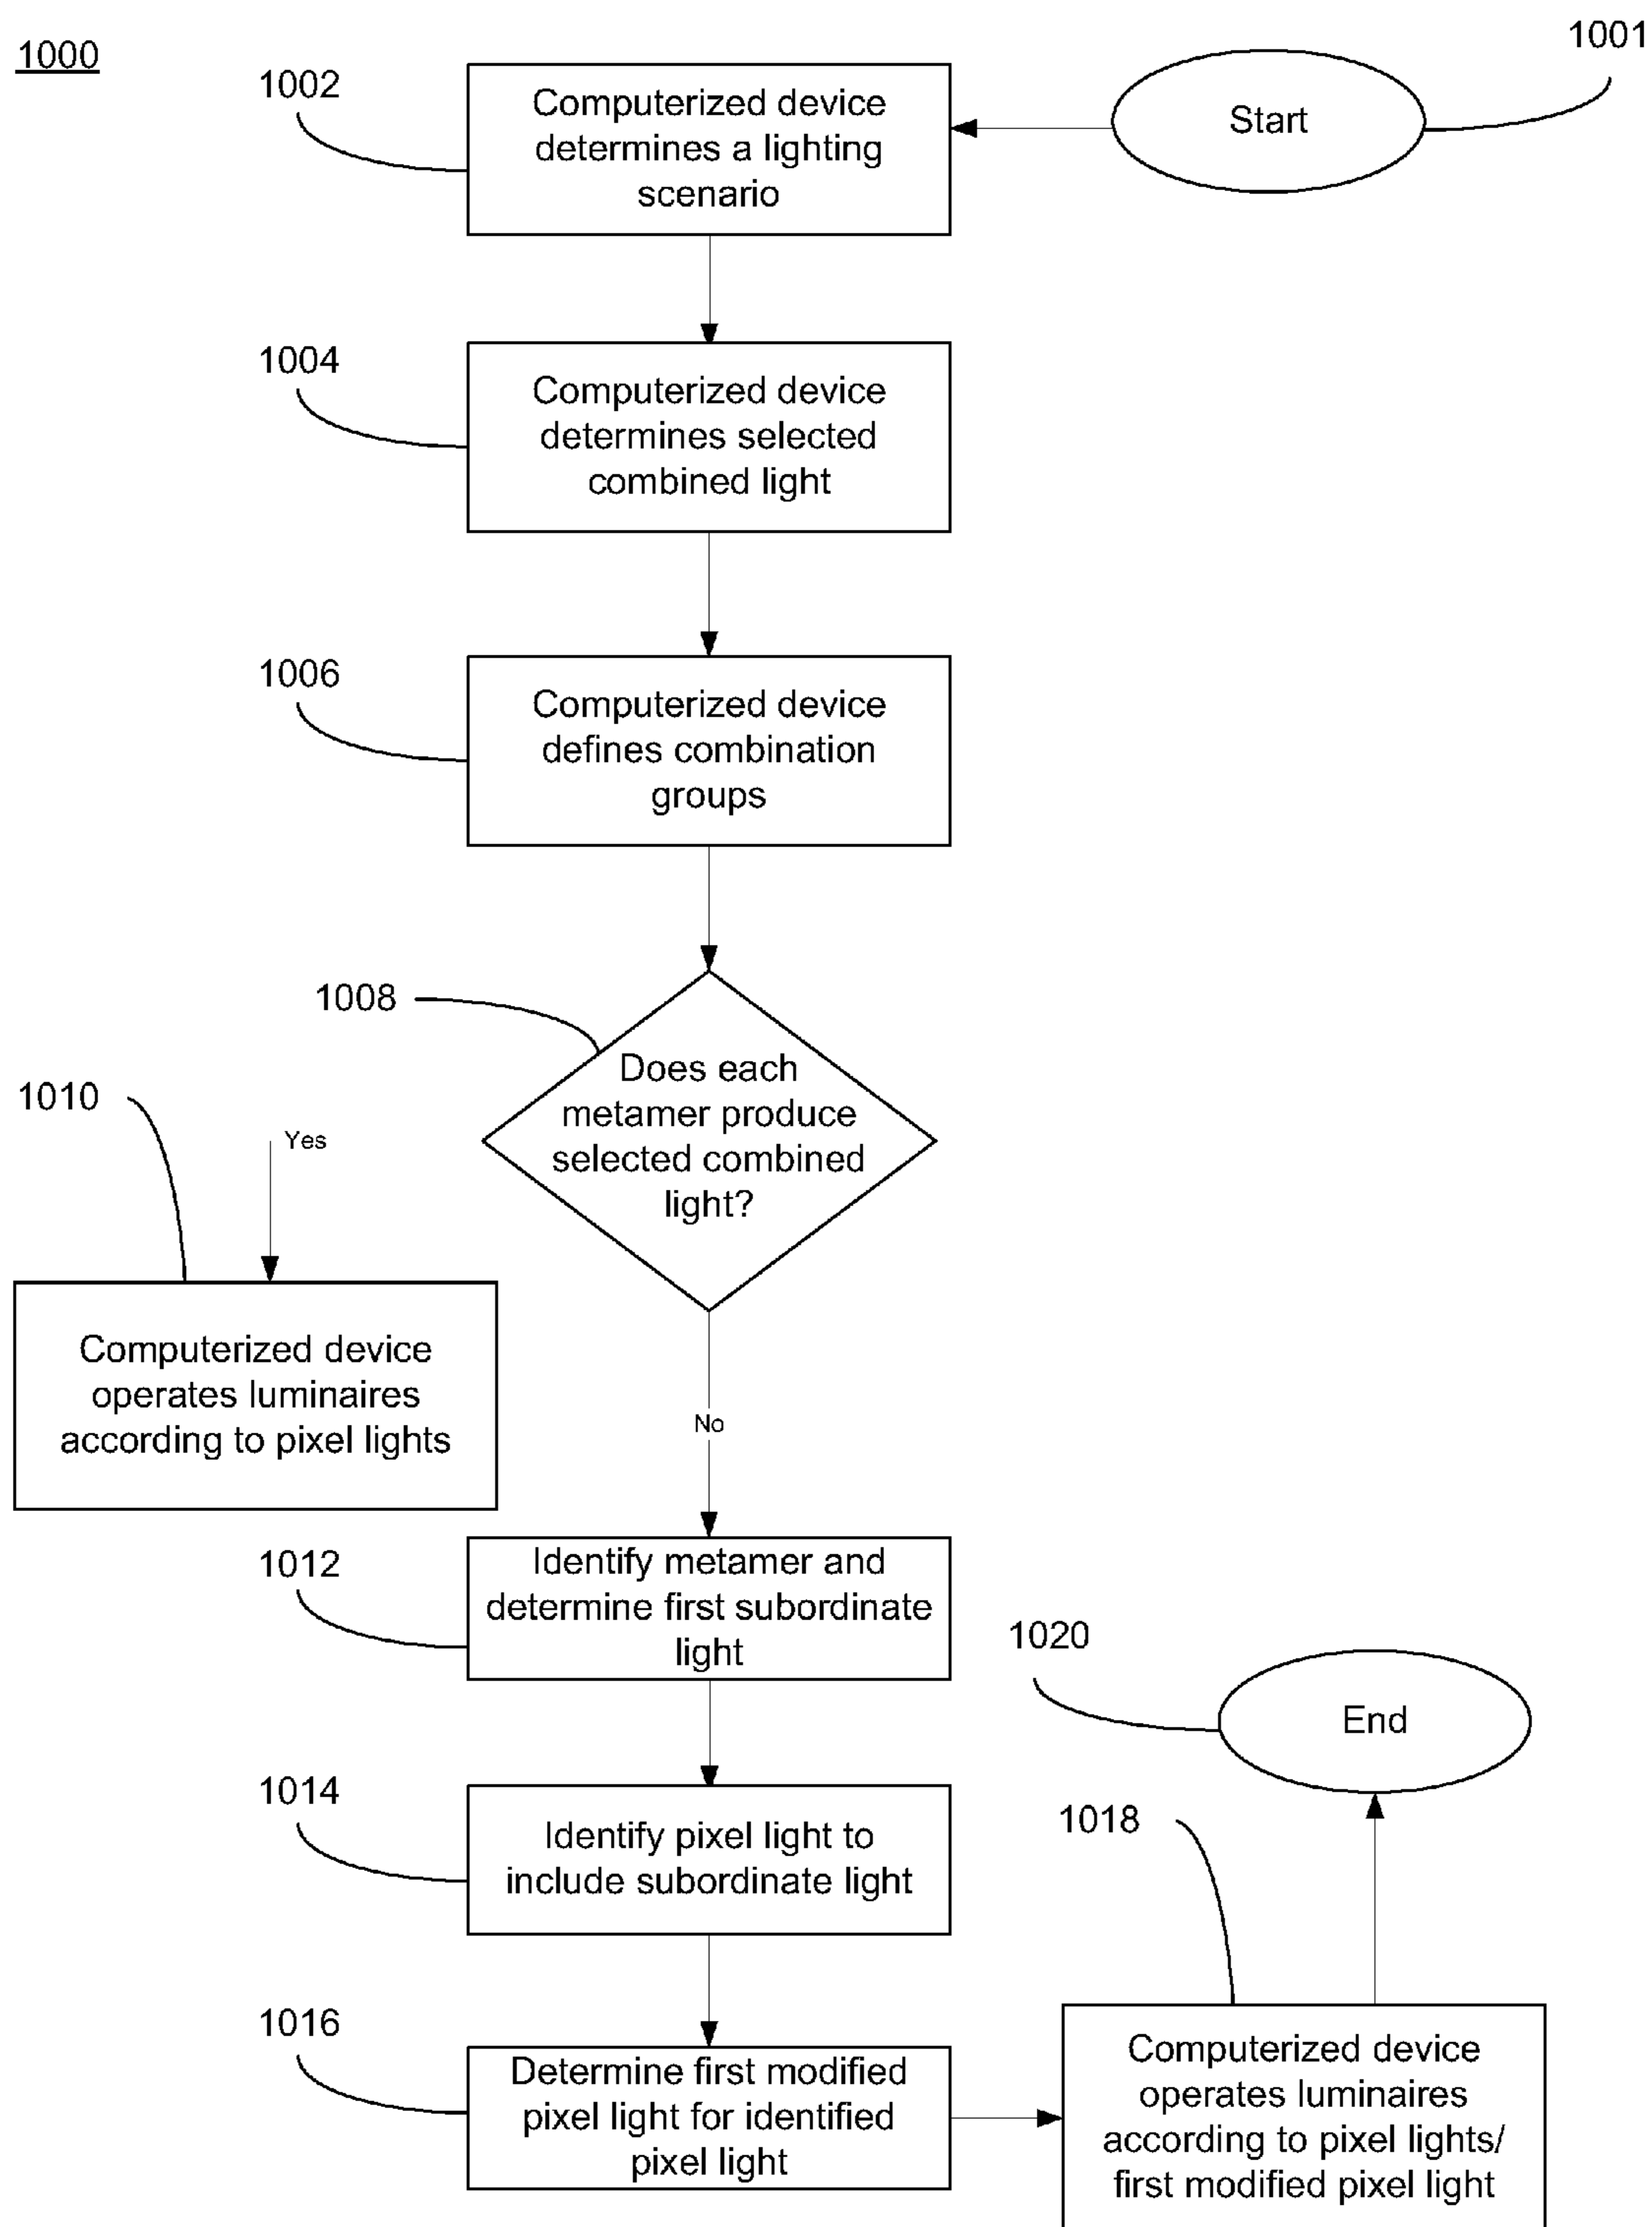 1000
1001
Start
1002
Computerized device
determines a lighting
scenario
1004
Computerized device
determines selected
combined light
1006
Computerized device
defines combination
groups
1008
Does each
metamer produce
selected combined
light?
1010
Yes
Computerized device
operates luminaires
according to pixel lights
No
1012
Identify metamer and
determine first subordinate
light
1014
Identify pixel light to
include subordinate light
1016
Determine first modified
pixel light for identified
pixel light
1018
Computerized device
operates luminaires
according to pixel lights/
first modified pixel light
1020
End